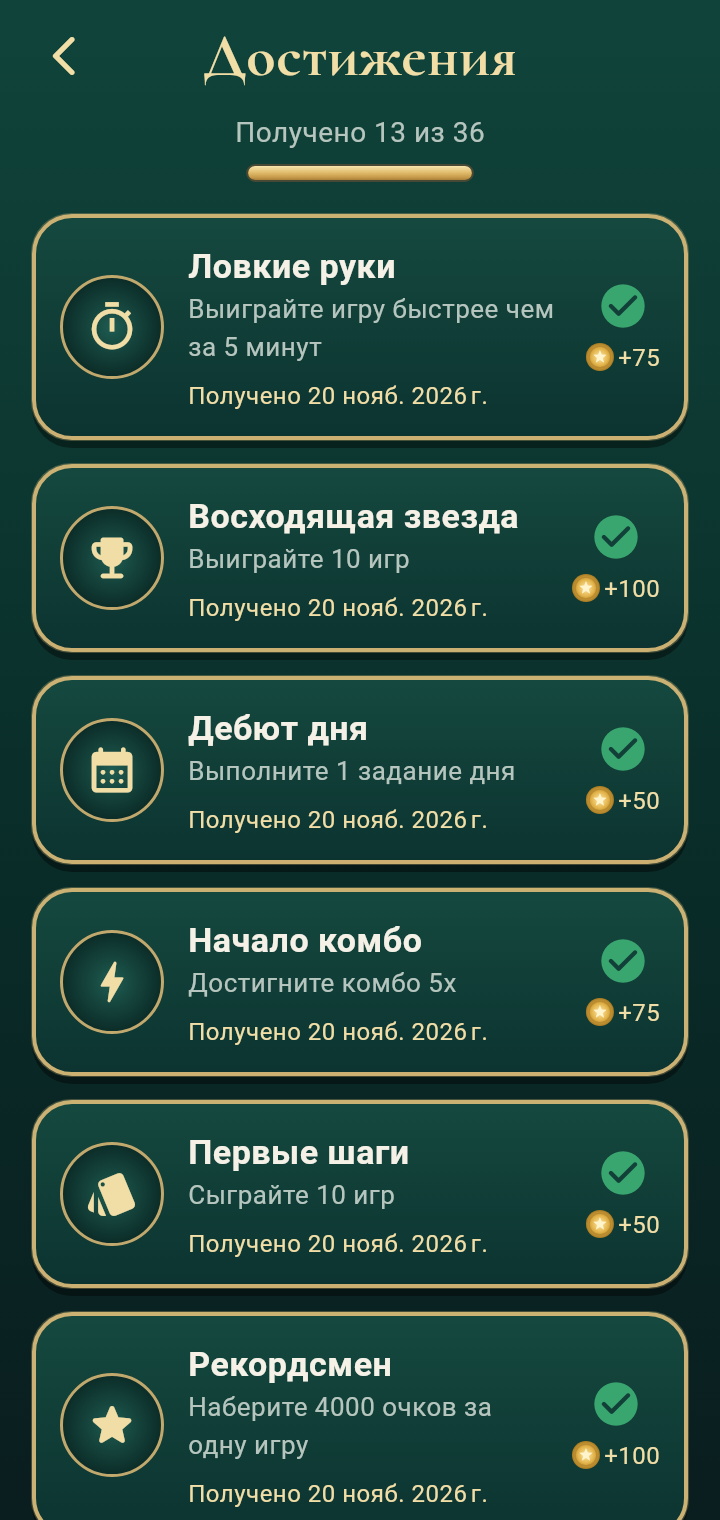 Достижения
Получено 13 из 36
Ловкие руки
Выиграйте игру быстрее чем
за 5 минут
Получено 20 нояб. 2026 г.
+75
Восходящая звезда
Выиграйте 10 игр
Получено 20 нояб. 2026 г.
+100
Дебют дня
Выполните 1 задание дня
Получено 20 нояб. 2026 г.
+50
Начало комбо
Достигните комбо 5x
Получено 20 нояб. 2026 г.
+75
Первые шаги
Сыграйте 10 игр
Получено 20 нояб. 2026 г.
+50
Рекордсмен
Наберите 4000 очков за
одну игру
Получено 20 нояб. 2026 г.
+100